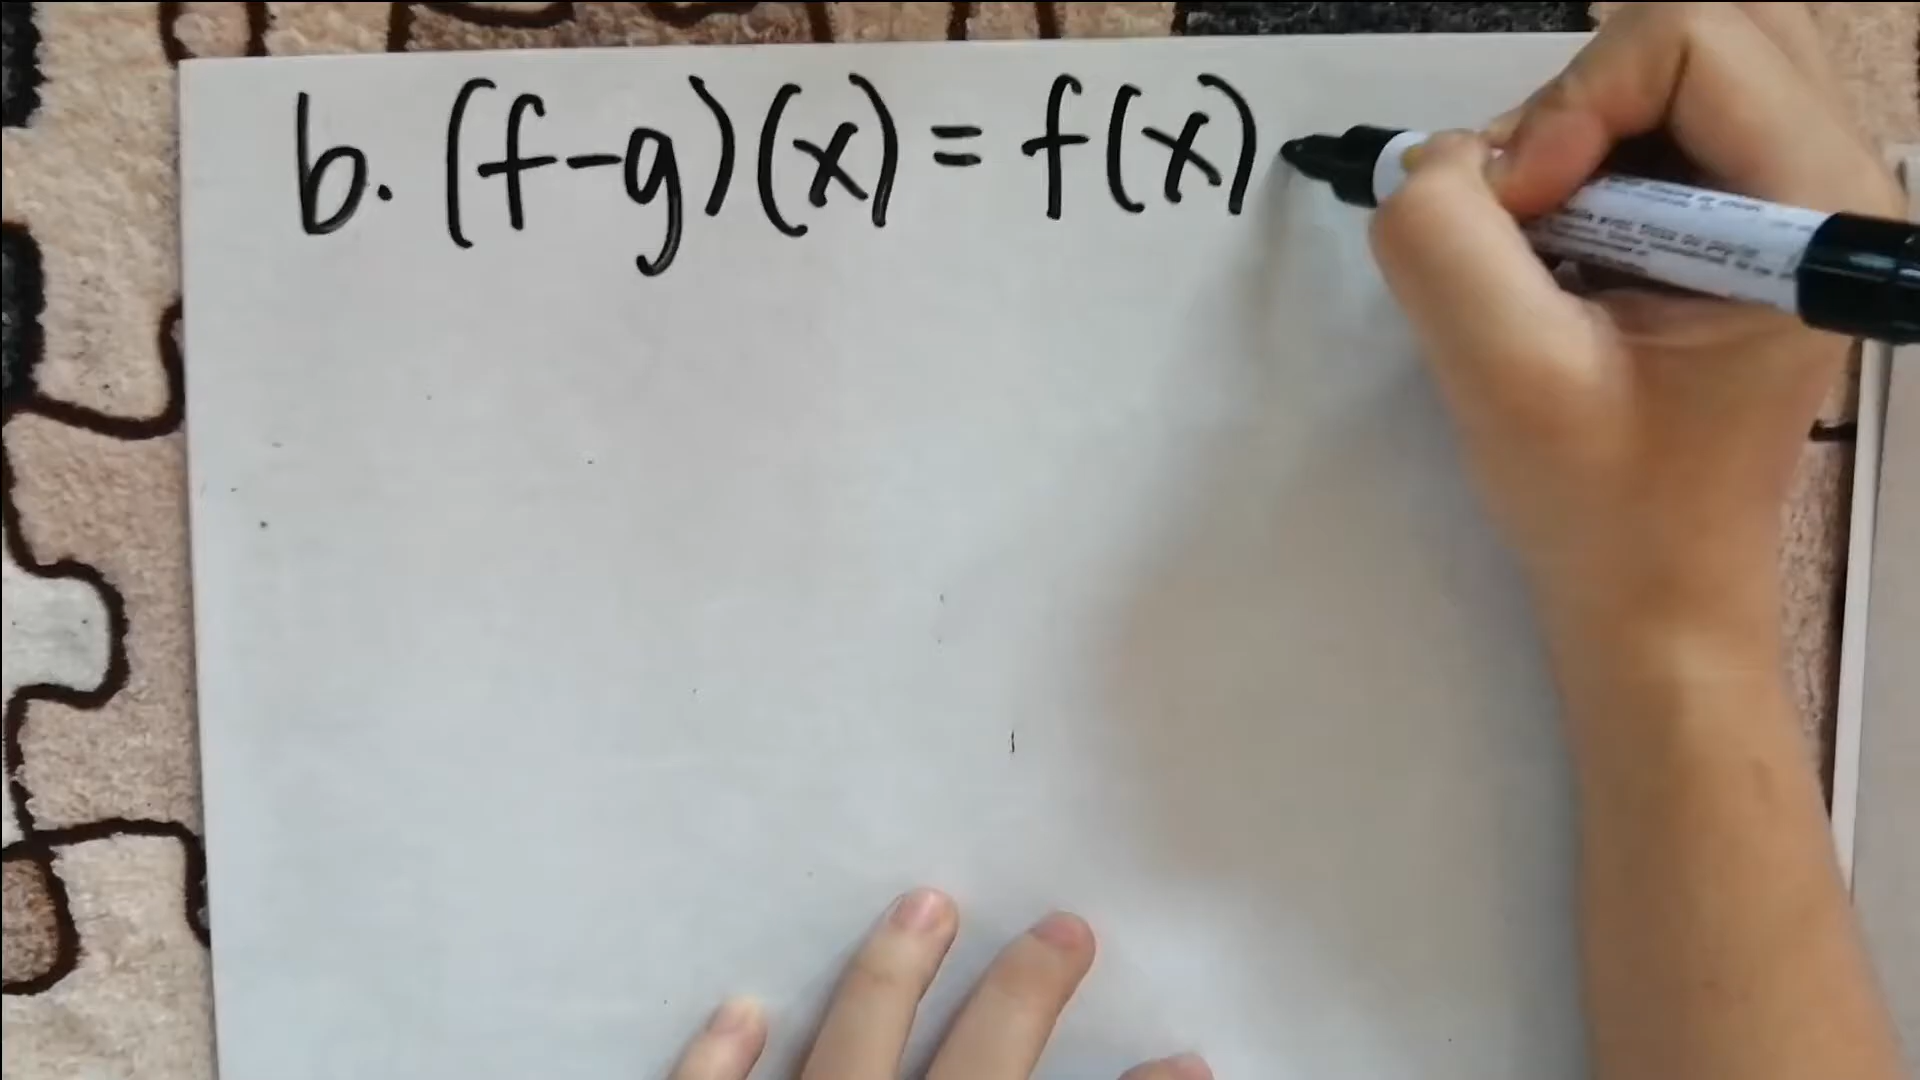 b. (f-g)(x) = f(x)